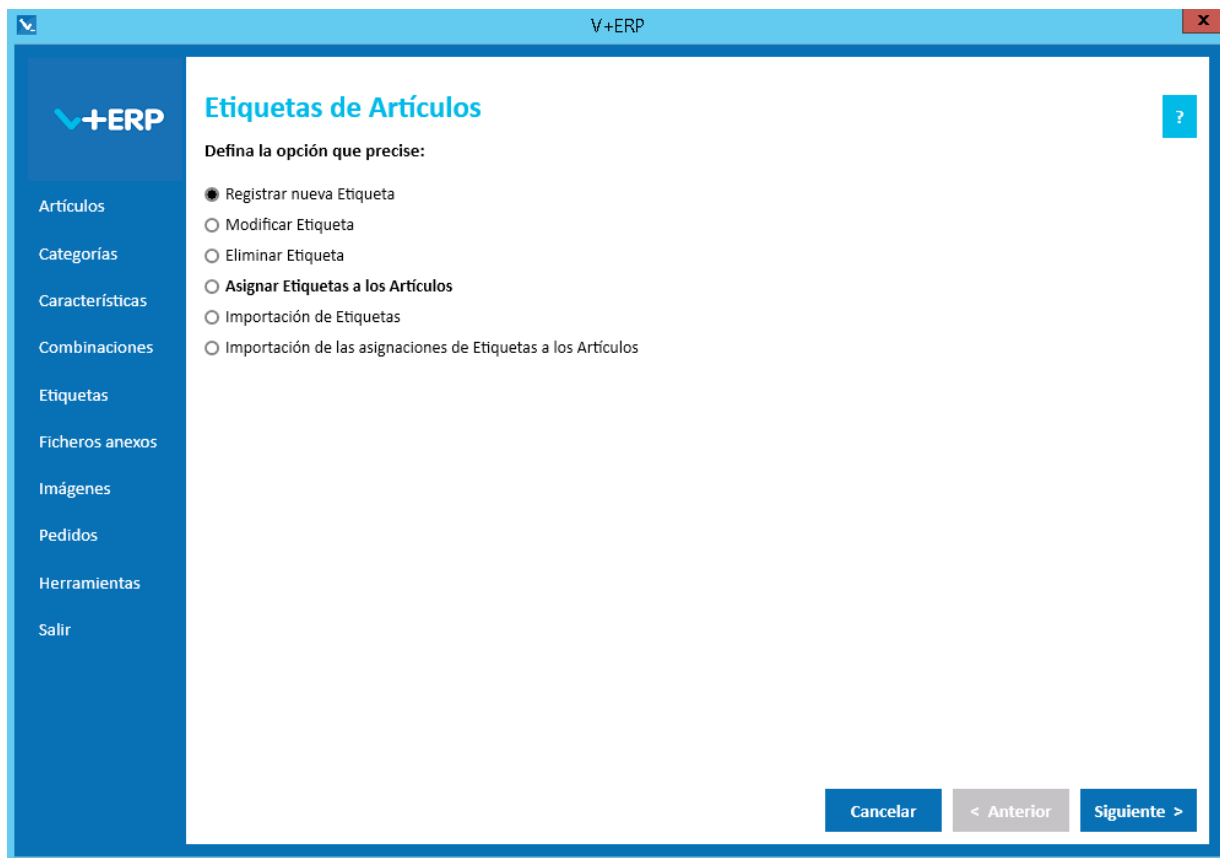 V+ERP
x
V+ERP
Etiquetas de Artículos
?
Defina la opción que precise:
Registrar nueva Etiqueta
Modificar Etiqueta
Eliminar Etiqueta
Asignar Etiquetas a los Artículos
Importación de Etiquetas
Importación de las asignaciones de Etiquetas a los Artículos
Artículos
Categorías
Características
Combinaciones
Etiquetas
Ficheros anexos
Imágenes
Pedidos
Herramientas
Salir
Cancelar
< Anterior
Siguiente >